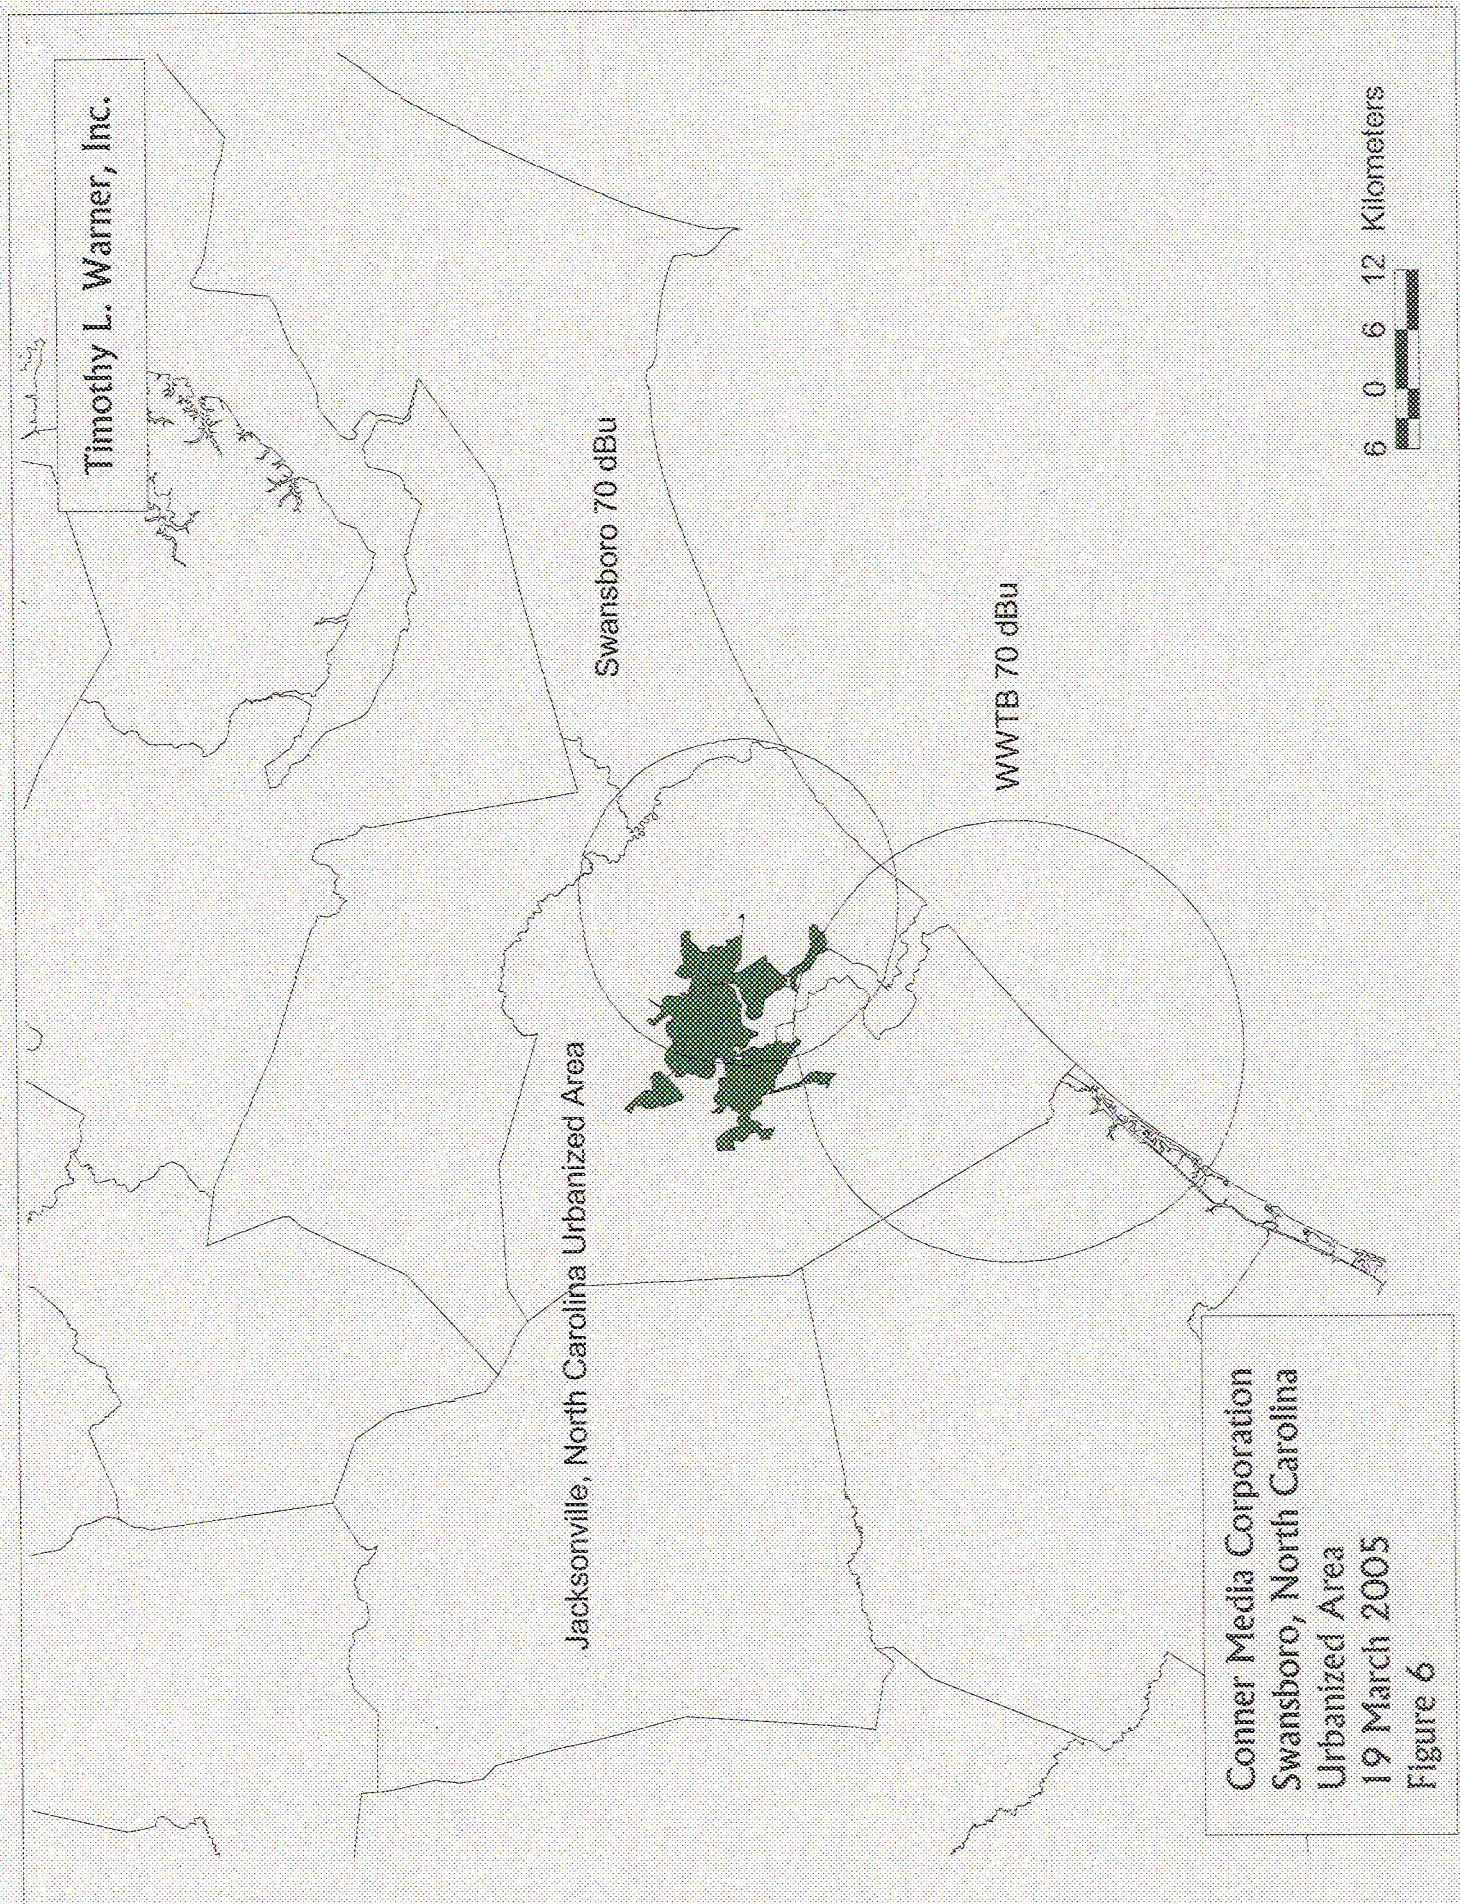 Timothy L. Warner, Inc.
Swansboro 70 dBu
Jacksonville, North Carolina Urbanized Area
WWTB 70 dBu
Conner Media Corporation
Swansboro, North Carolina
Urbanized Area
19 March 2005
Figure 6
6 0 6 12 Kilometers